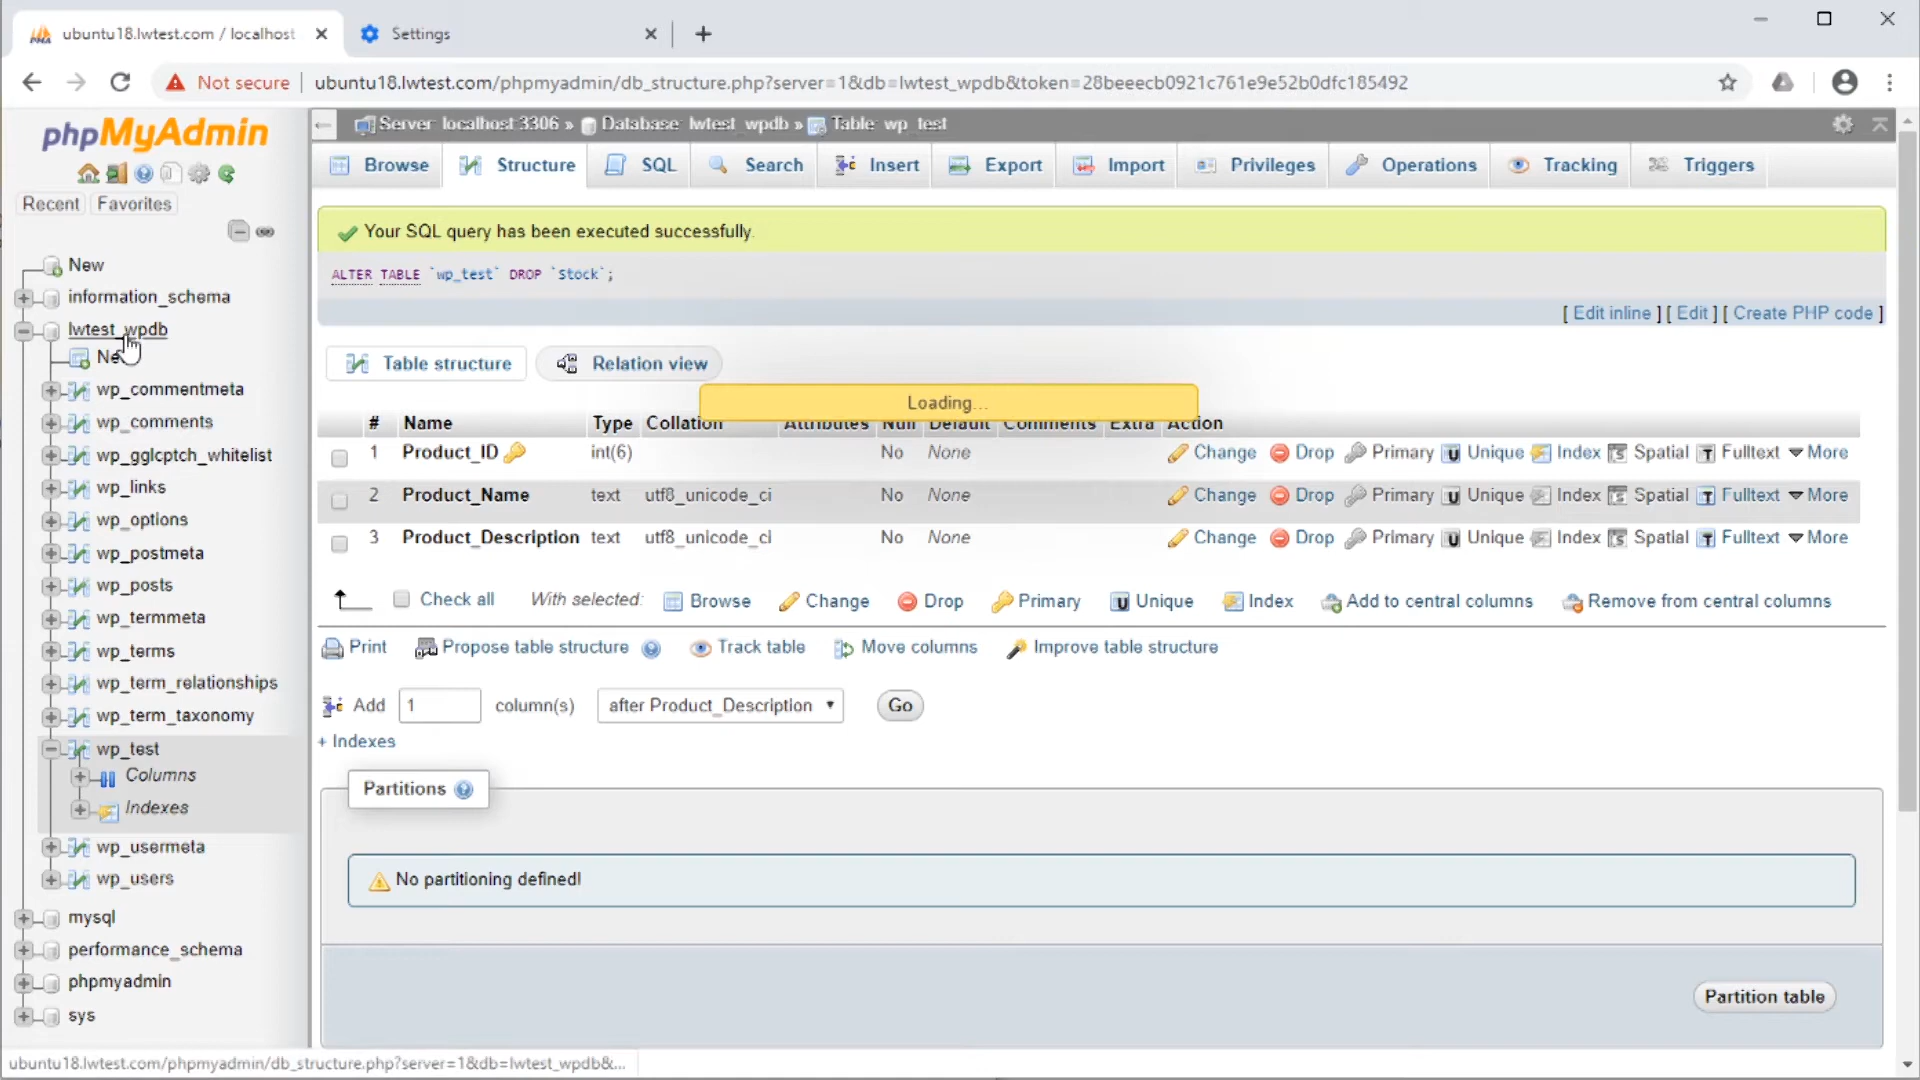 ubuntu18.lwtest.com / localhost
Settings
Not secure
ubuntu18.lwtest.com/phpmyadmin/db_structure.php?server=1&db=lwtest_wpdb&token=28beeecb0921c761e9e52b0dfc185492
phpMyAdmin
Recent Favorites
New
information_schema
lwtest_wpdb
wp_commentmeta
wp_comments
wp_gglcptch_whitelist
wp_links
wp_options
wp_postmeta
wp_posts
wp_termmeta
wp_terms
wp_term_relationships
wp_term_taxonomy
wp_test
Columns
Indexes
wp_usermeta
wp_users
mysql
performance_schema
phpmyadmin
sys
Server: localhost:3306 » Database: lwtest_wpdb » Table: wp_test
Browse Structure SQL Search Insert Export Import Privileges Operations Tracking Triggers
Your SQL query has been executed successfully.
ALTER TABLE `wp_test` DROP `Stock`;
[ Edit inline ] [ Edit ] [ Create PHP code ]
Table structure Relation view
Loading...
# Name Type Collation Attributes Null Default Comments Extra Action
1 Product_ID int(6) No None Change Drop Primary Unique Index Spatial Fulltext More
2 Product_Name text utf8_unicode_ci No None Change Drop Primary Unique Index Spatial Fulltext More
3 Product_Description text utf8_unicode_ci No None Change Drop Primary Unique Index Spatial Fulltext More
Check all With selected: Browse Change Drop Primary Unique Index Add to central columns Remove from central columns
Print Propose table structure Track table Move columns Improve table structure
Add 1 column(s) after Product_Description Go
+ Indexes
Partitions
No partitioning defined!
Partition table
ubuntu18.lwtest.com/phpmyadmin/db_structure.php?server=1&db=lwtest_wpdb&...